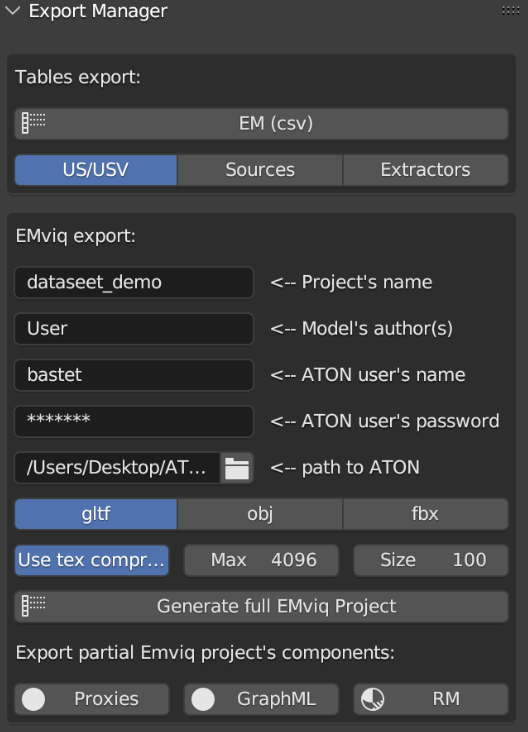 Export Manager
Tables export:
EM (csv)
US/USV Sources Extractors
EMviq export:
dataseet_demo <-- Project's name
User <-- Model's author(s)
bastet <-- ATON user's name
******* <-- ATON user's password
/Users/Desktop/AT... <-- path to ATON
gltf obj fbx
Use tex compr... Max 4096 Size 100
Generate full EMviq Project
Export partial Emviq project's components:
Proxies GraphML RM